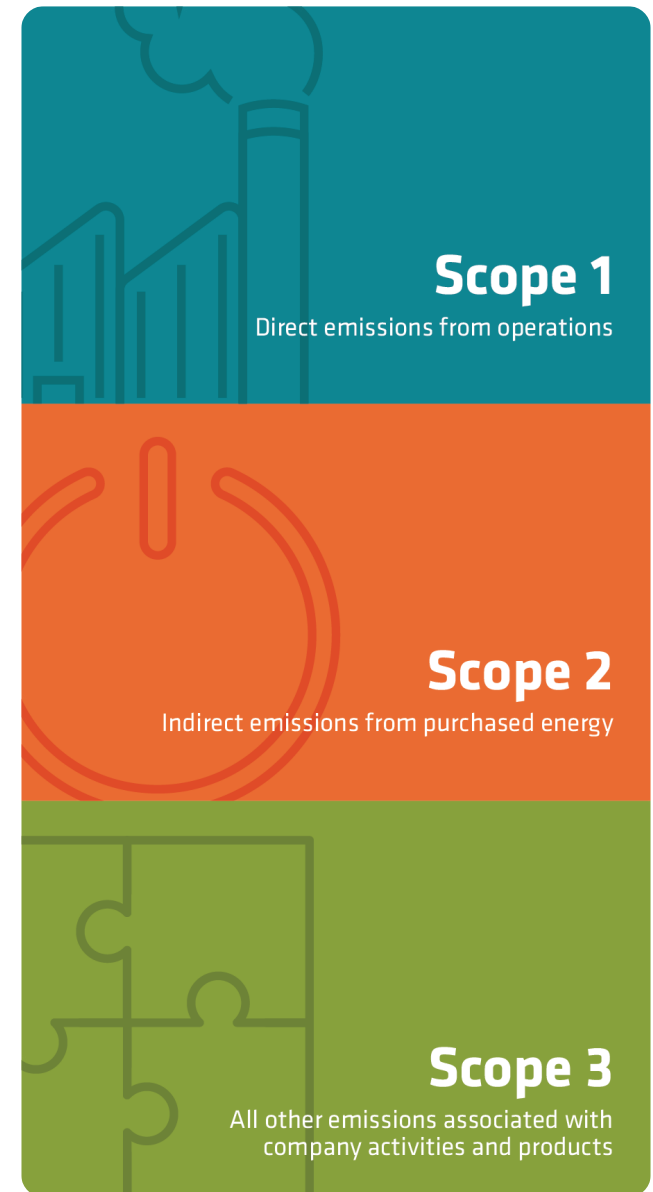 Scope 1
Direct emissions from operations
Scope 2
Indirect emissions from purchased energy
Scope 3
All other emissions associated with
company activities and products